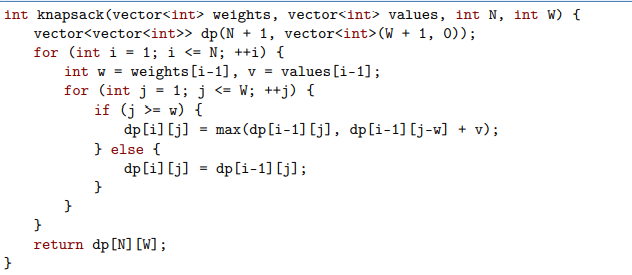 int knapsack(vector<int> weights, vector<int> values, int N, int W) {
    vector<vector<int>> dp(N + 1, vector<int>(W + 1, 0));
    for (int i = 1; i <= N; ++i) {
        int w = weights[i-1], v = values[i-1];
        for (int j = 1; j <= W; ++j) {
            if (j >= w) {
                dp[i][j] = max(dp[i-1][j], dp[i-1][j-w] + v);
            } else {
                dp[i][j] = dp[i-1][j];
            }
        }
    }
    return dp[N][W];
}